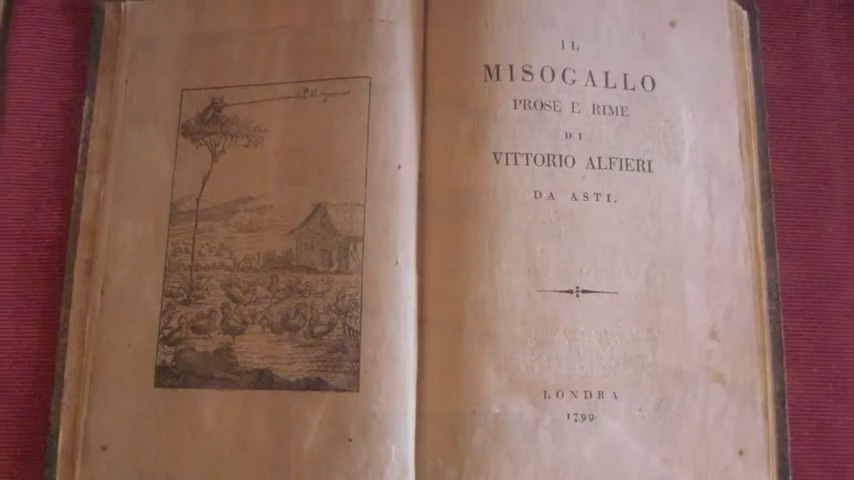 IL
MISOGALLO
PROSE E RIME
DI
VITTORIO ALFIERI
DA ASTI.
LONDRA
1799